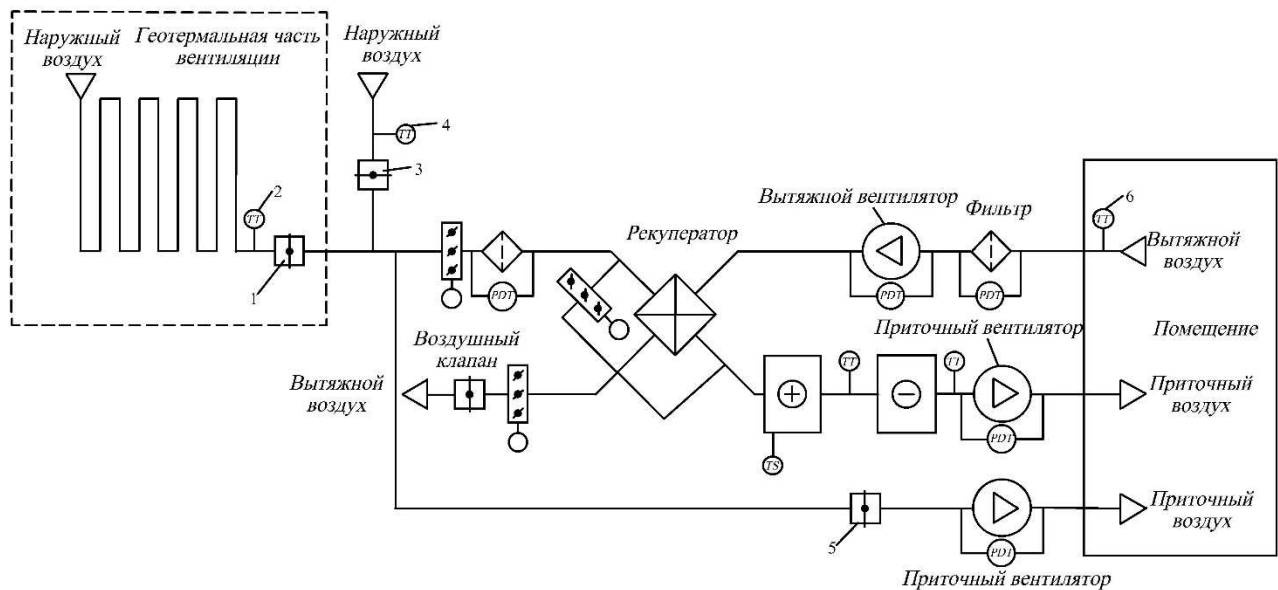 Наружный
воздух
Геотермальная часть
вентиляции
Наружный
воздух
4
TT
3
2
TT
1
PDT
Рекуператор
Вытяжной вентилятор
Фильтр
6
TT
PDT
PDT
Вытяжной
воздух
Помещение
Воздушный
клапан
Вытяжной
воздух
Приточный вентилятор
TT
TT
TS
PDT
Приточный
воздух
5
PDT
Приточный
воздух
Приточный вентилятор